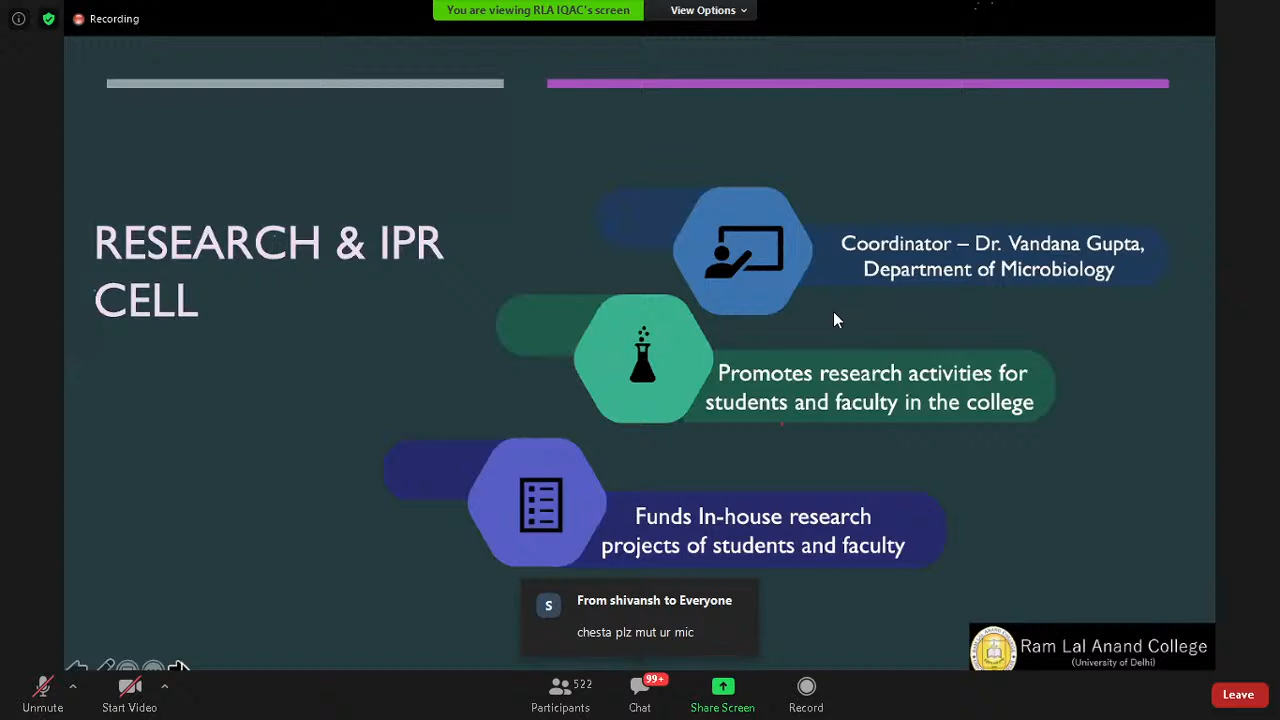 Recording
You are viewing RLA IQAC's screen
View Options
RESEARCH & IPR
CELL
Coordinator – Dr. Vandana Gupta,
Department of Microbiology
Promotes research activities for
students and faculty in the college
Funds In-house research
projects of students and faculty
S
From shivansh to Everyone
chesta plz mut ur mic
Ram Lal Anand College
(University of Delhi)
Unmute
Start Video
522
Participants
99+
Chat
Share Screen
Record
Leave